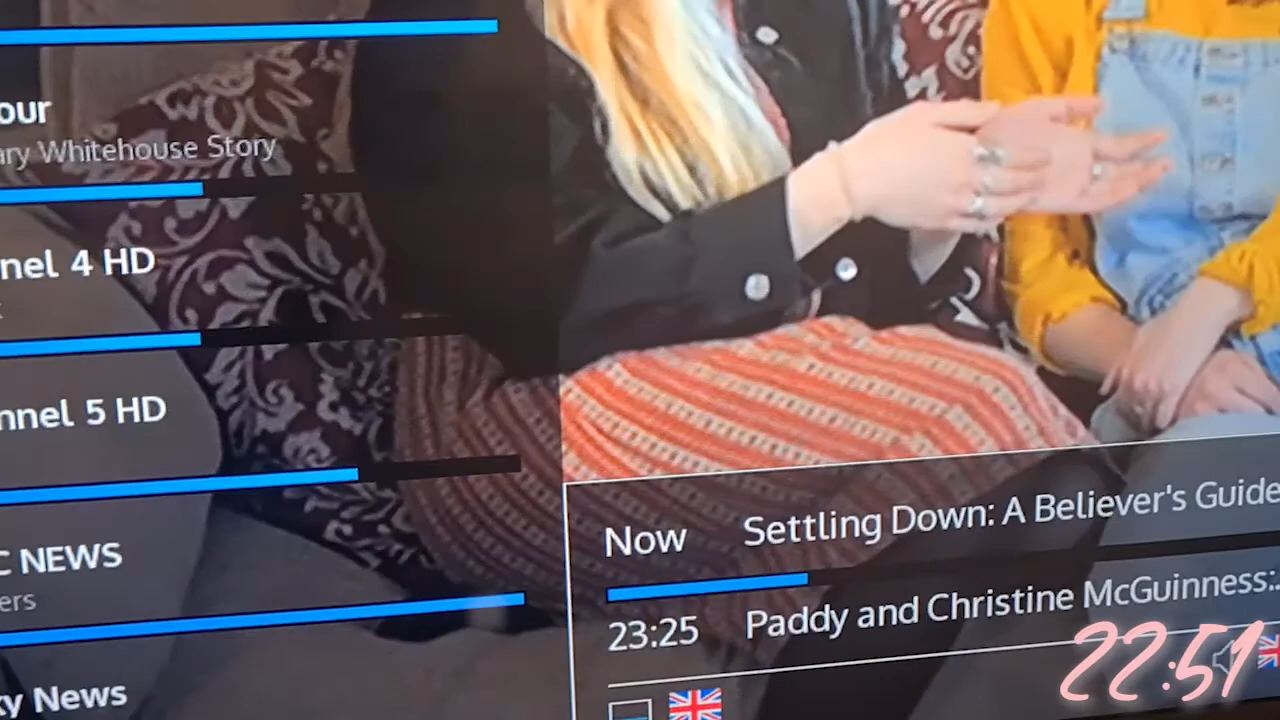 our
ary Whitehouse Story
nel 4 HD
nnel 5 HD
C NEWS
ers
ky News
Now Settling Down: A Believer's Guide
23:25 Paddy and Christine McGuinness:
22:51